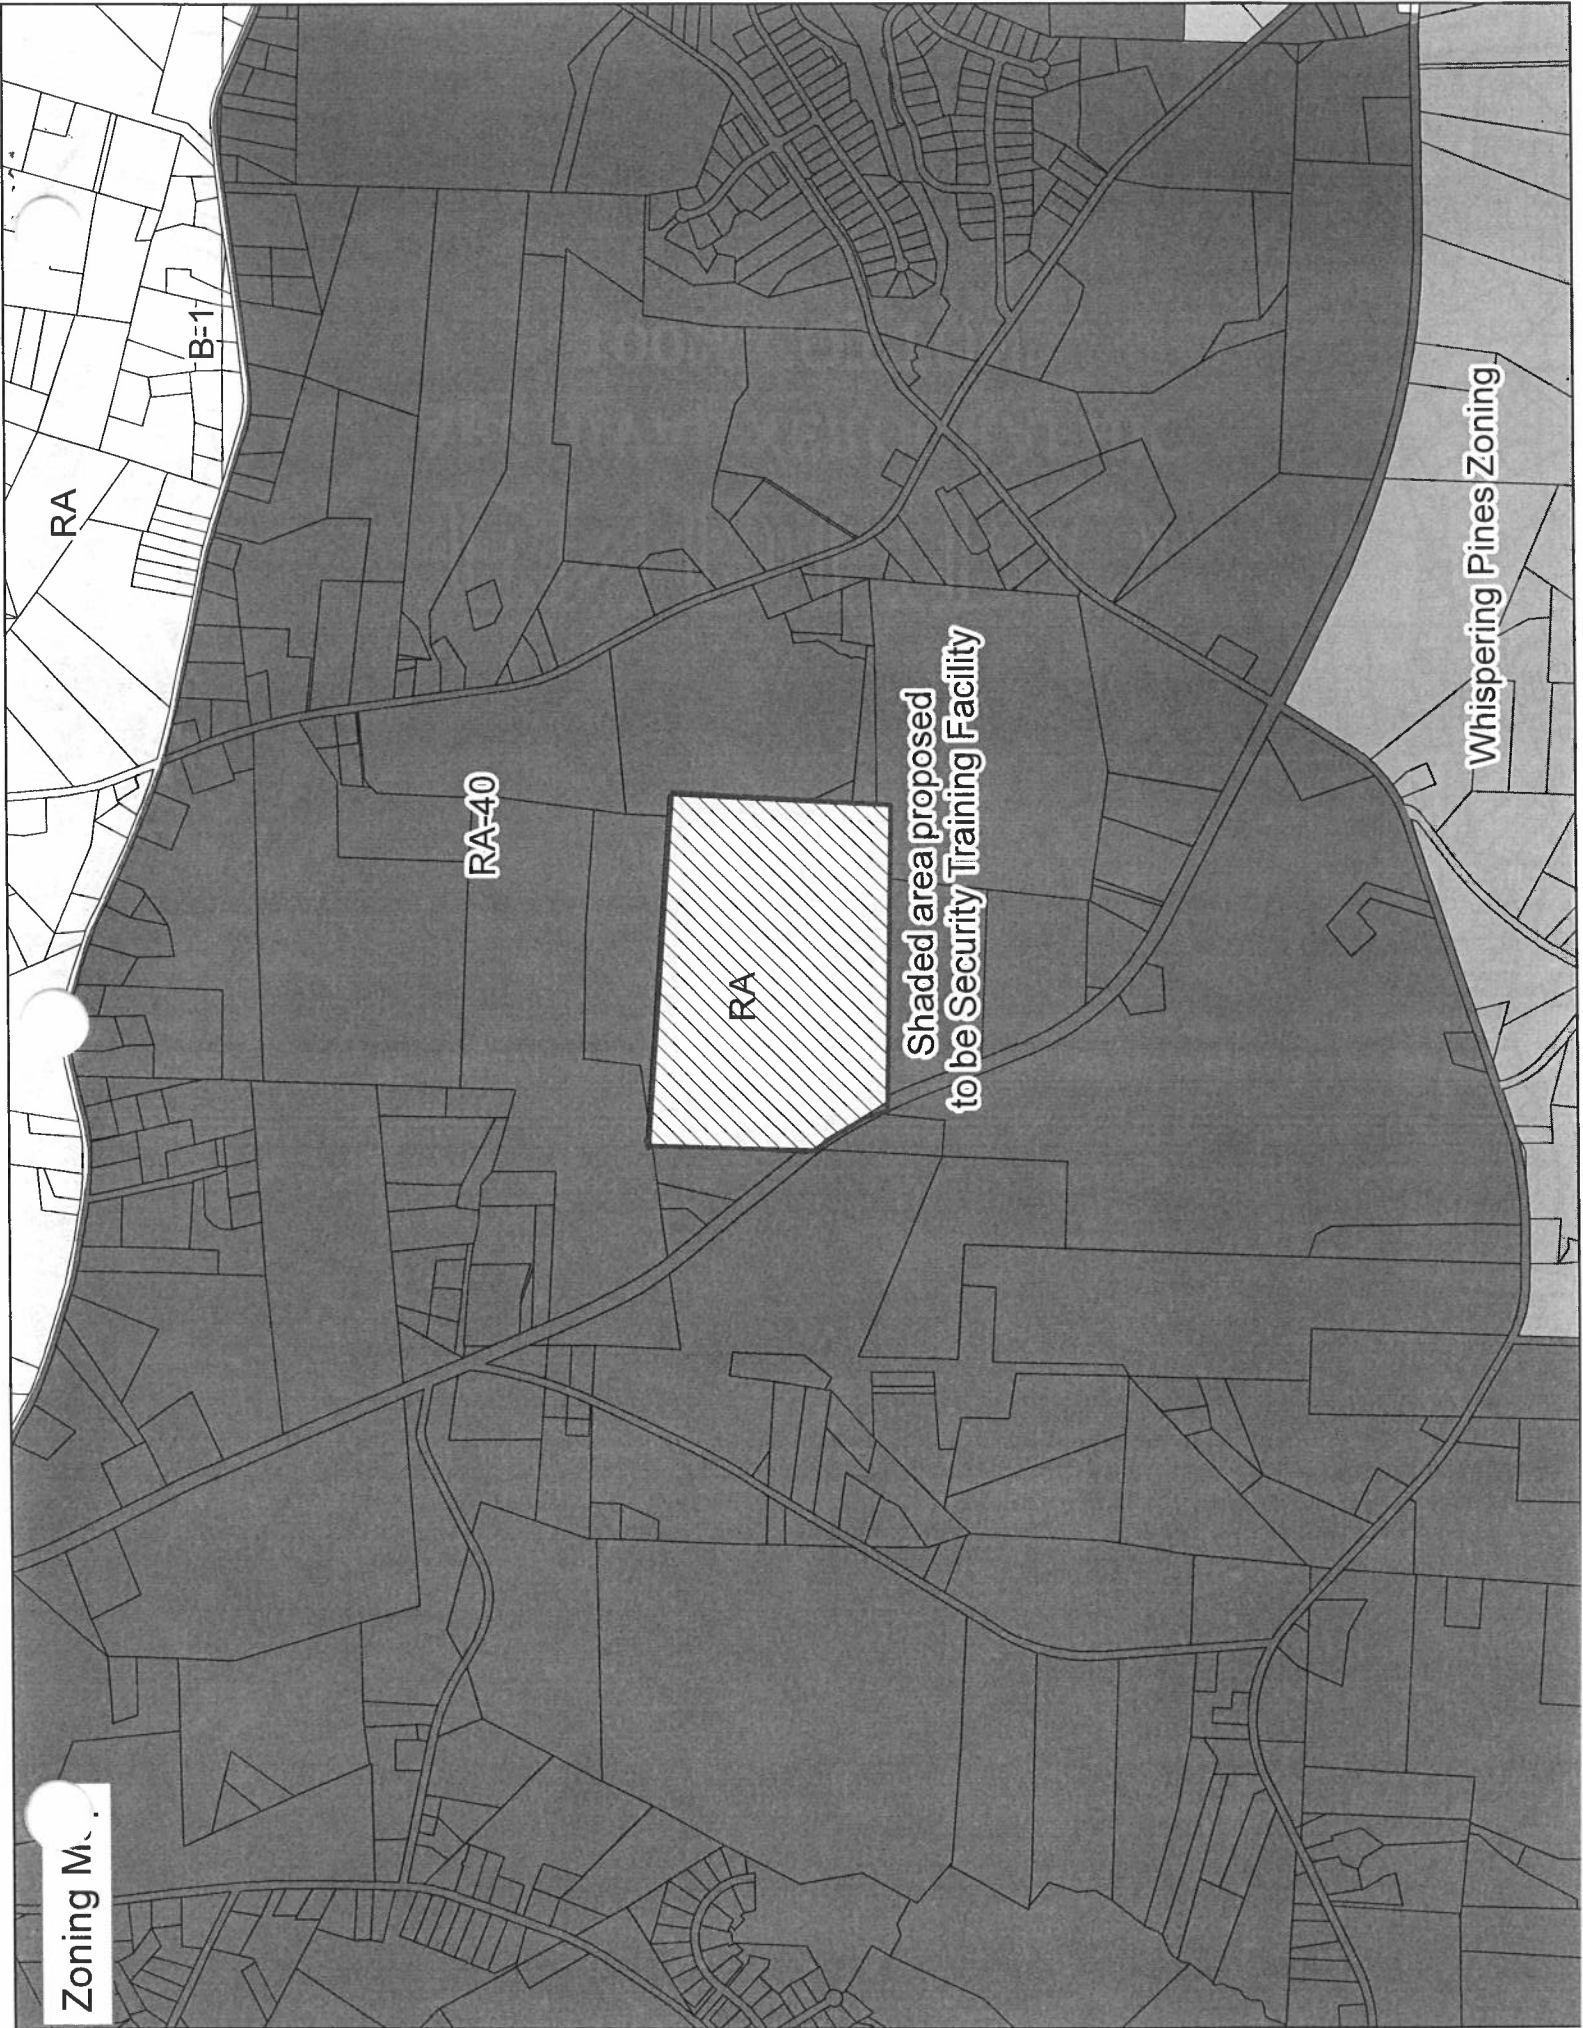 Zoning
RA
B-1
RA-40
RA
Shaded area proposed
to be Security Training Facility
Whispering Pines Zoning